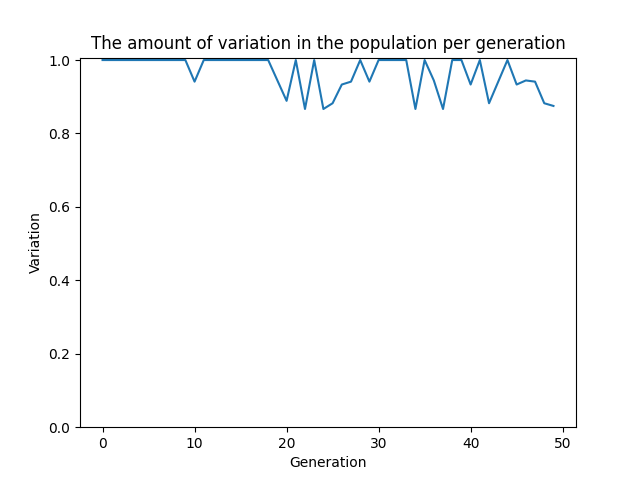 The amount of variation in the population per generation
1.0
0.8
0.6
0.4
0.2
0.0
Variation
0 10 20 30 40 50
Generation